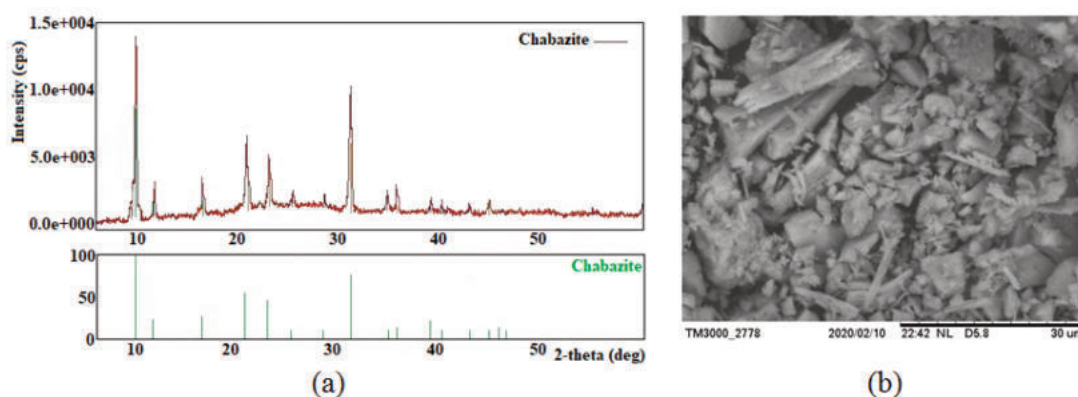 1.5e+004
Chabazite
Intensity (cps)
1.0e+004
5.0e+003
0.0e+000
10 20 30 40 50
100
Chabazite
50
0
10 20 30 40 50 2-theta (deg)
(a)
TM3000_2778 2020/02/10 22:42 NL D5.8 30 um
(b)